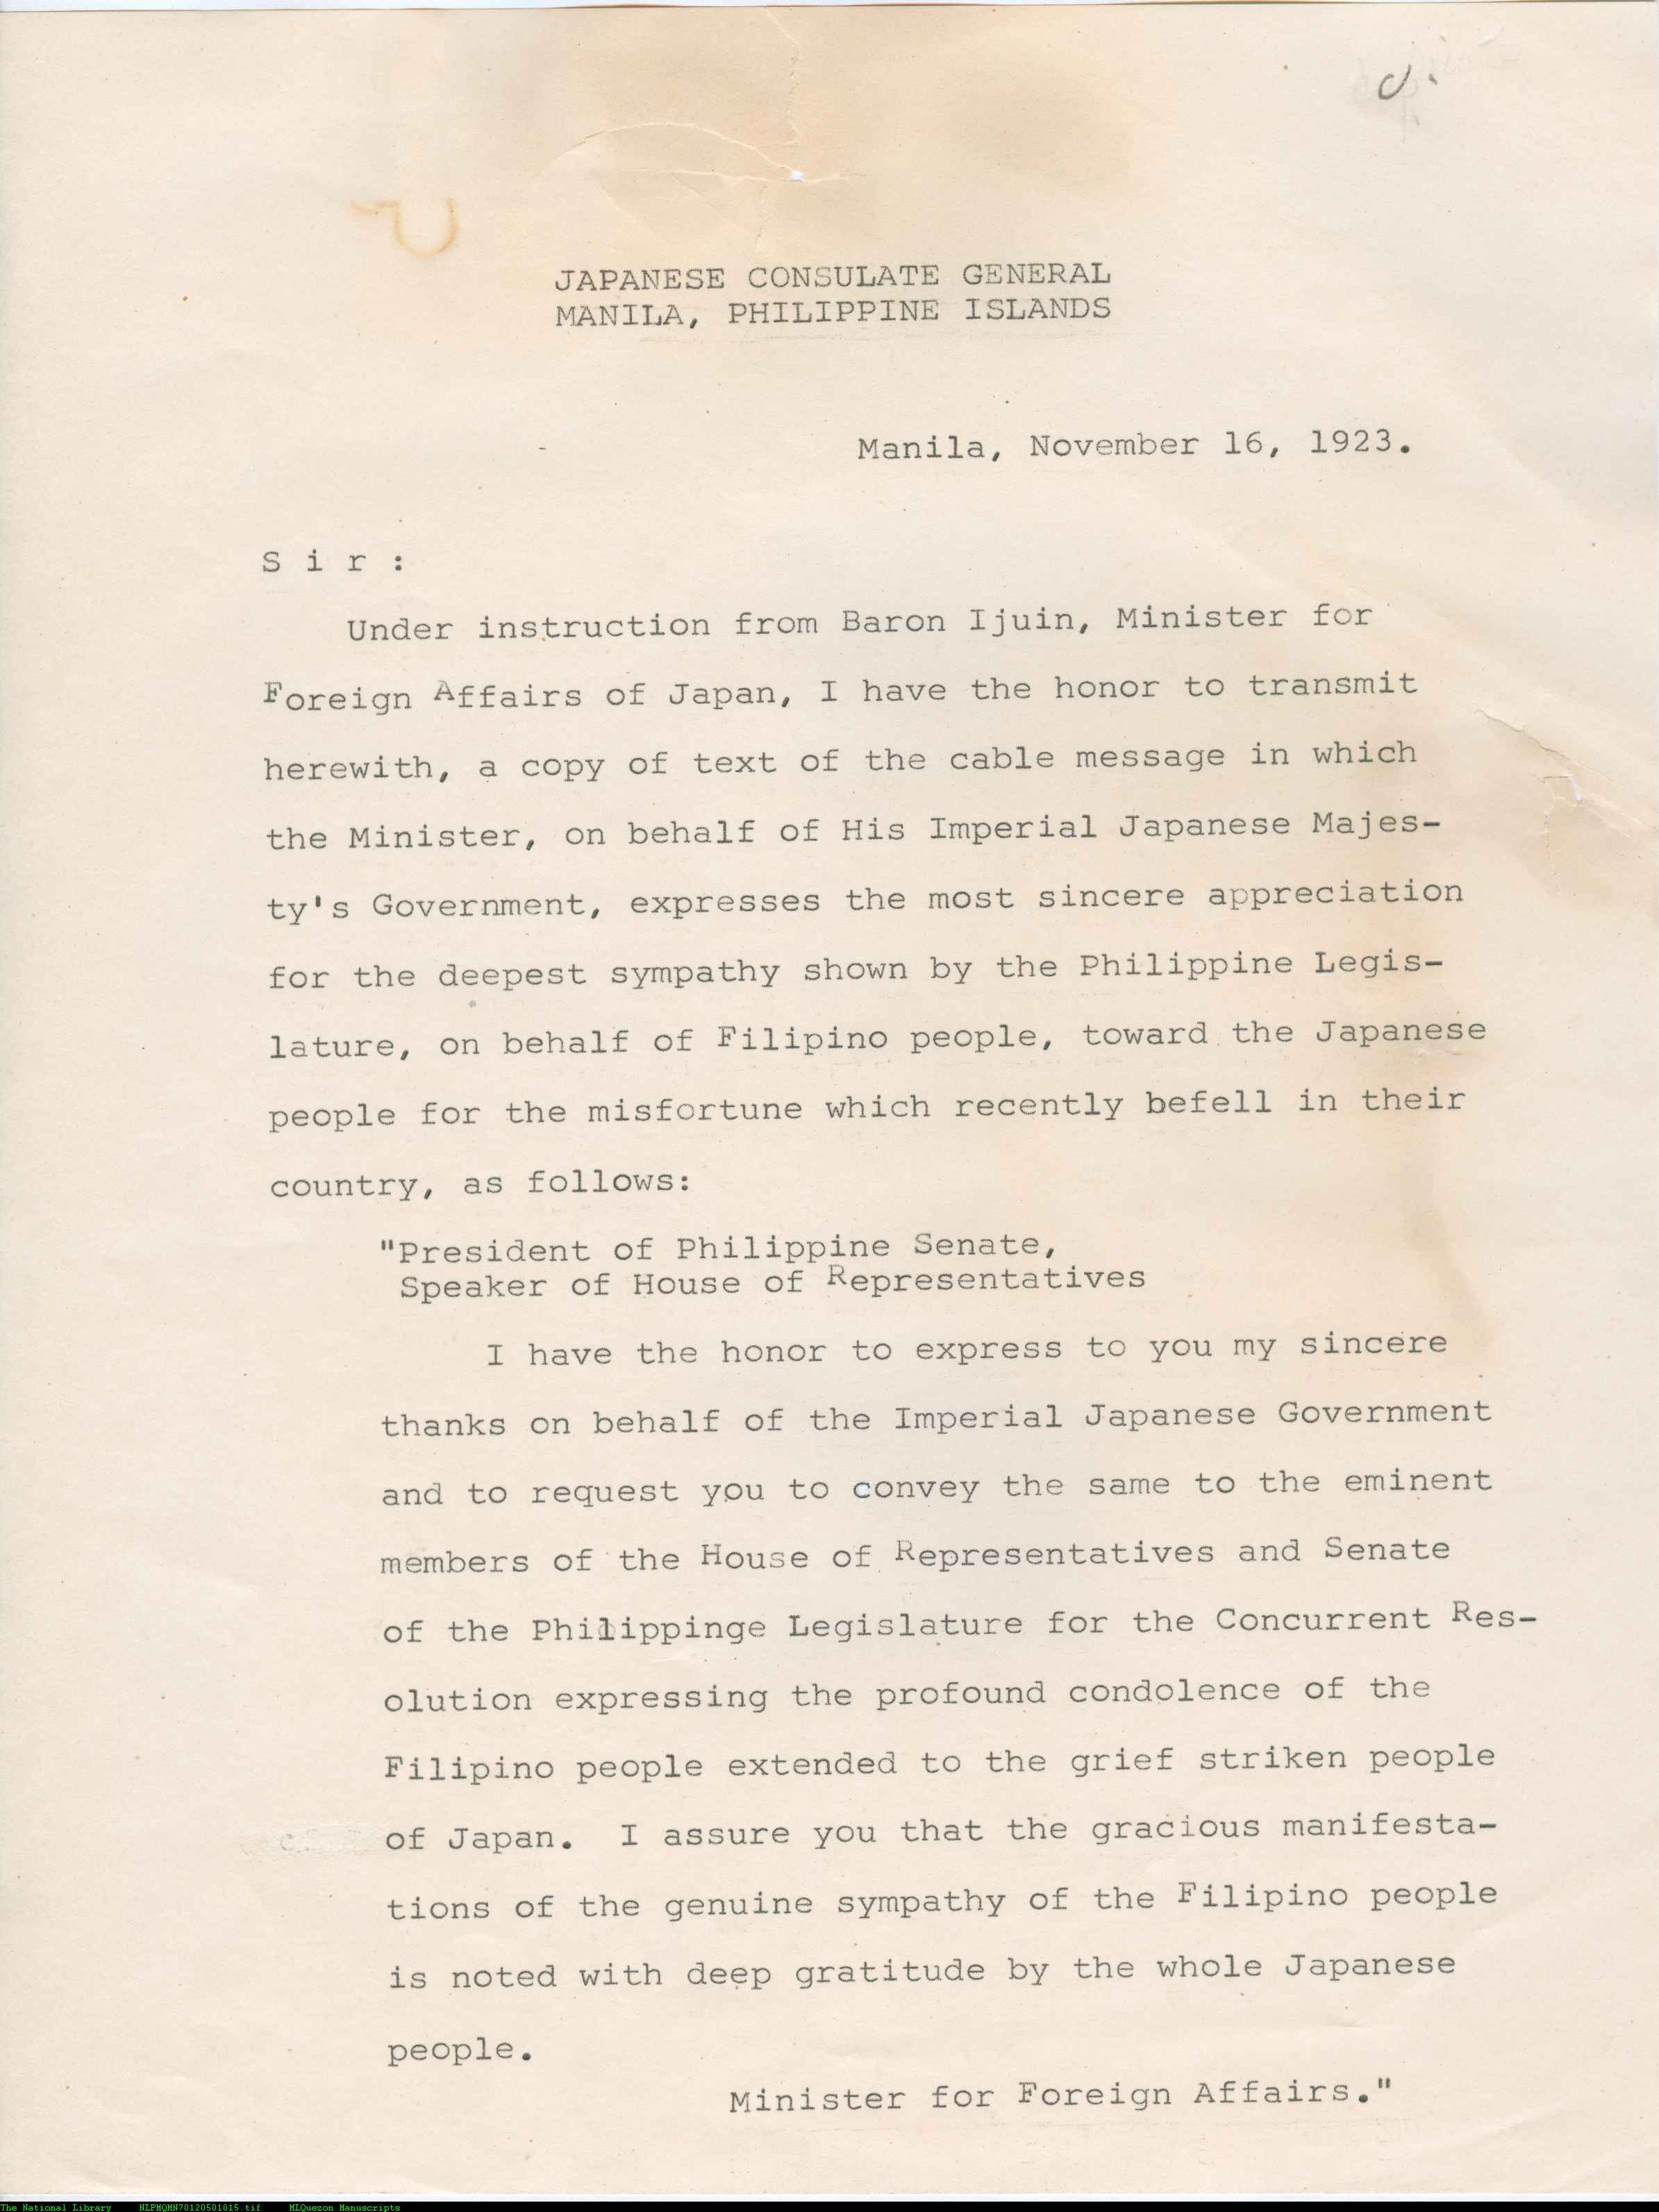 JAPANESE CONSULATE GENERAL
MANILA, PHILIPPINE ISLANDS
Manila, November 16, 1923.
S i r :
Under instruction from Baron Ijuin, Minister for
Foreign Affairs of Japan, I have the honor to transmit
herewith, a copy of text of the cable message in which
the Minister, on behalf of His Imperial Japanese Majes-
ty's Government, expresses the most sincere appreciation
for the deepest sympathy shown by the Philippine Legis-
lature, on behalf of Filipino people, toward the Japanese
people for the misfortune which recently befell in their
country, as follows:
"President of Philippine Senate,
Speaker of House of Representatives
I have the honor to express to you my sincere
thanks on behalf of the Imperial Japanese Government
and to request you to convey the same to the eminent
members of the House of Representatives and Senate
of the Philippinge Legislature for the Concurrent Res-
olution expressing the profound condolence of the
Filipino people extended to the grief striken people
of Japan. I assure you that the gracious manifesta-
tions of the genuine sympathy of the Filipino people
is noted with deep gratitude by the whole Japanese
people.
Minister for Foreign Affairs."
The National Library NLPMQMN70120501015.tif MLQuezon Manuscripts